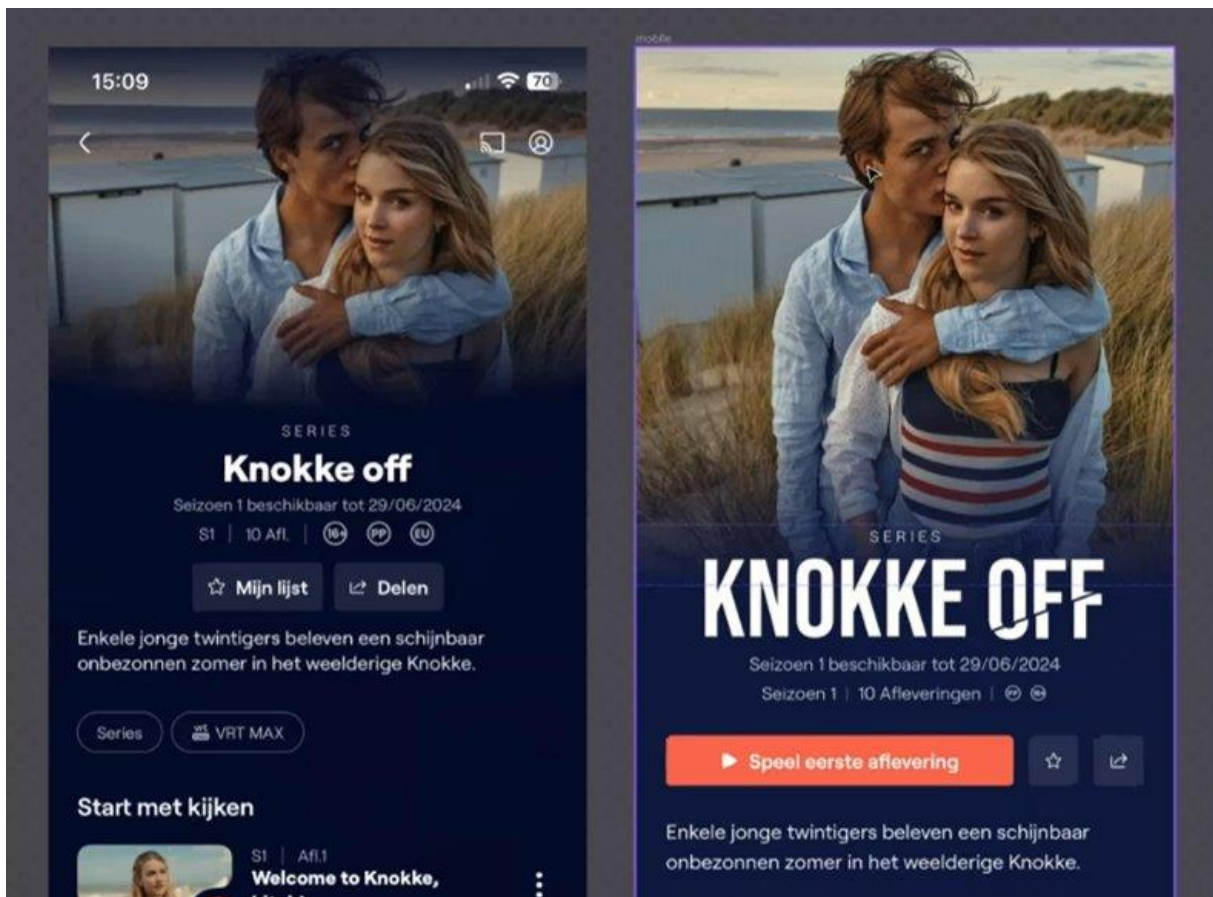 15:09
70
SERIES
Knokke off
Seizoen 1 beschikbaar tot 29/06/2024
S1 | 10 Afl. | 16+ PP EU
Mijn lijst
Delen
Enkele jonge twintigers beleven een schijnbaar
onbezonnen zomer in het weelderige Knokke.
Series
VRT MAX
Start met kijken
S1 | Afl.1
Welcome to Knokke,
mobile
SERIES
KNOKKE OFF
Seizoen 1 beschikbaar tot 29/06/2024
Seizoen 1 | 10 Afleveringen | PP 16+
Speel eerste aflevering
Enkele jonge twintigers beleven een schijnbaar
onbezonnen zomer in het weelderige Knokke.